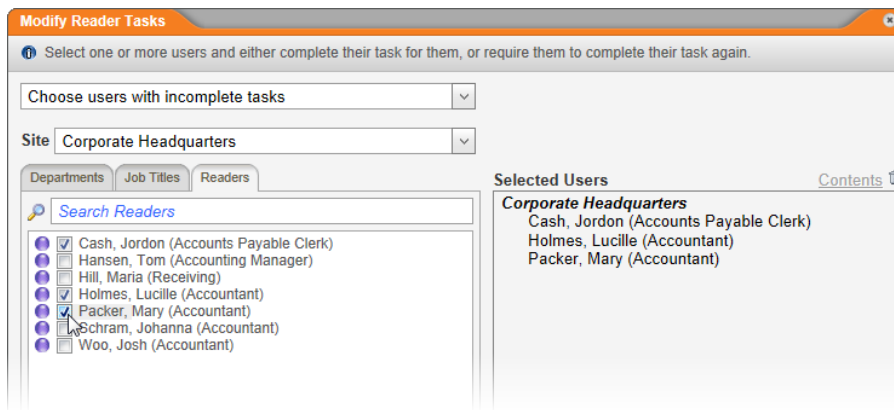 Modify Reader Tasks
Select one or more users and either complete their task for them, or require them to complete their task again.
Choose users with incomplete tasks
Site Corporate Headquarters
Departments Job Titles Readers
Search Readers
Cash, Jordon (Accounts Payable Clerk)
Hansen, Tom (Accounting Manager)
Hill, Maria (Receiving)
Holmes, Lucille (Accountant)
Packer, Mary (Accountant)
Schram, Johanna (Accountant)
Woo, Josh (Accountant)
Selected Users Contents
Corporate Headquarters
Cash, Jordon (Accounts Payable Clerk)
Holmes, Lucille (Accountant)
Packer, Mary (Accountant)